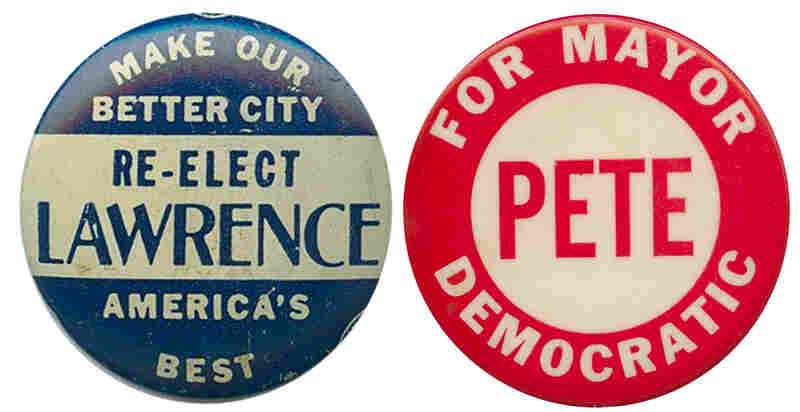 MAKE OUR
BETTER CITY
RE-ELECT
LAWRENCE
AMERICA'S
BEST
FOR MAYOR
PETE
DEMOCRATIC